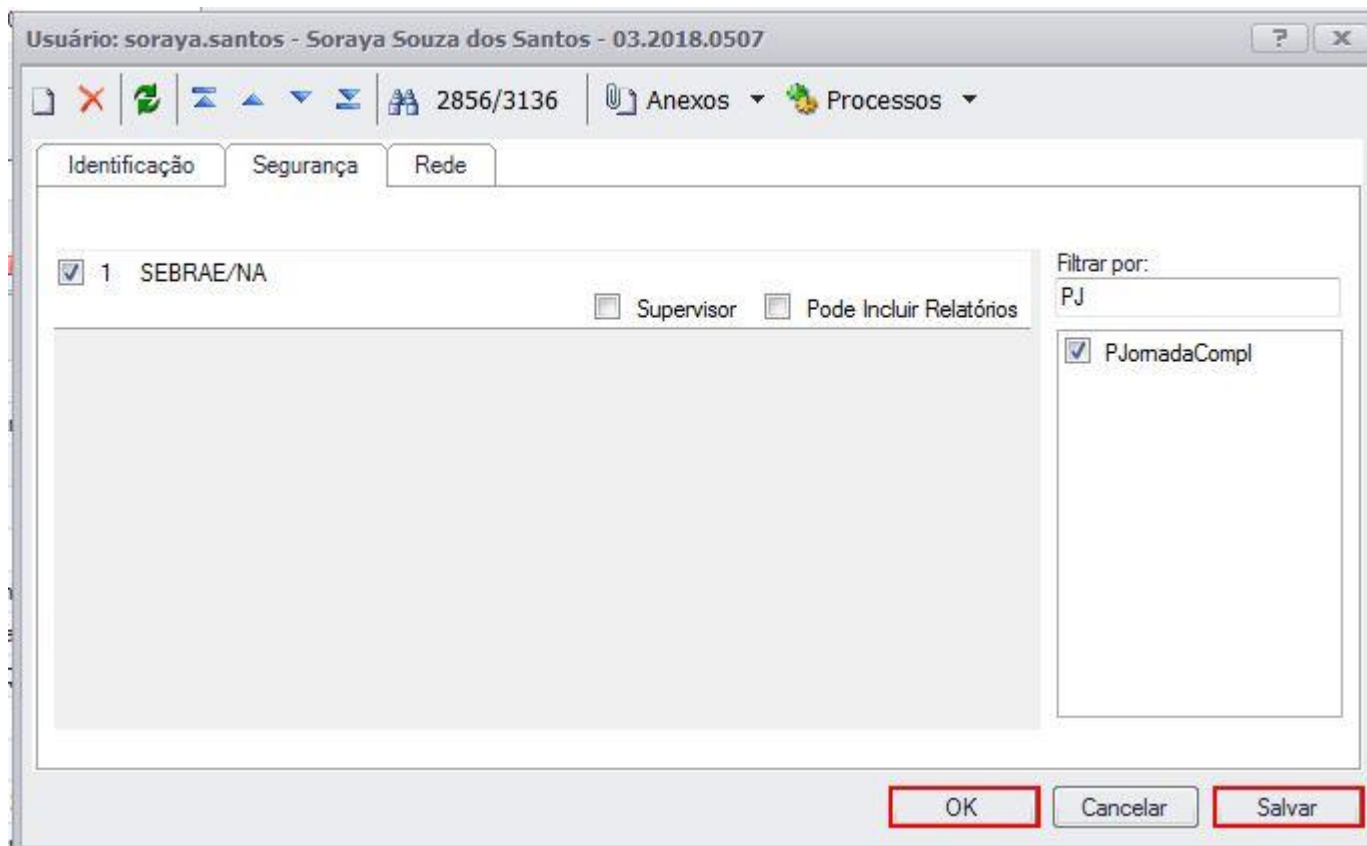 Usuário: soraya.santos - Soraya Souza dos Santos - 03.2018.0507
2856/3136 Anexos Processos
Identificação Segurança Rede
1 SEBRAE/NA
Supervisor Pode Incluir Relatórios
Filtrar por:
PJ
PJornadaCompl
OK Cancelar Salvar